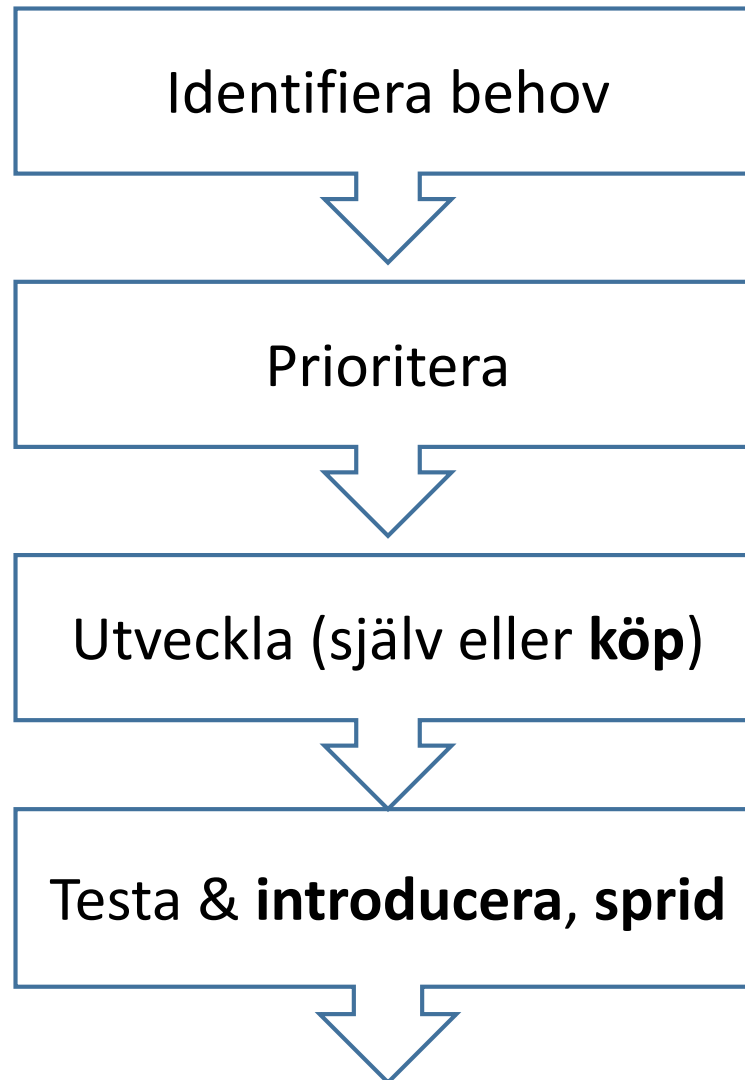 Identifiera behov
Prioritera
Utveckla (själv eller köp)
Testa & introducera, sprid